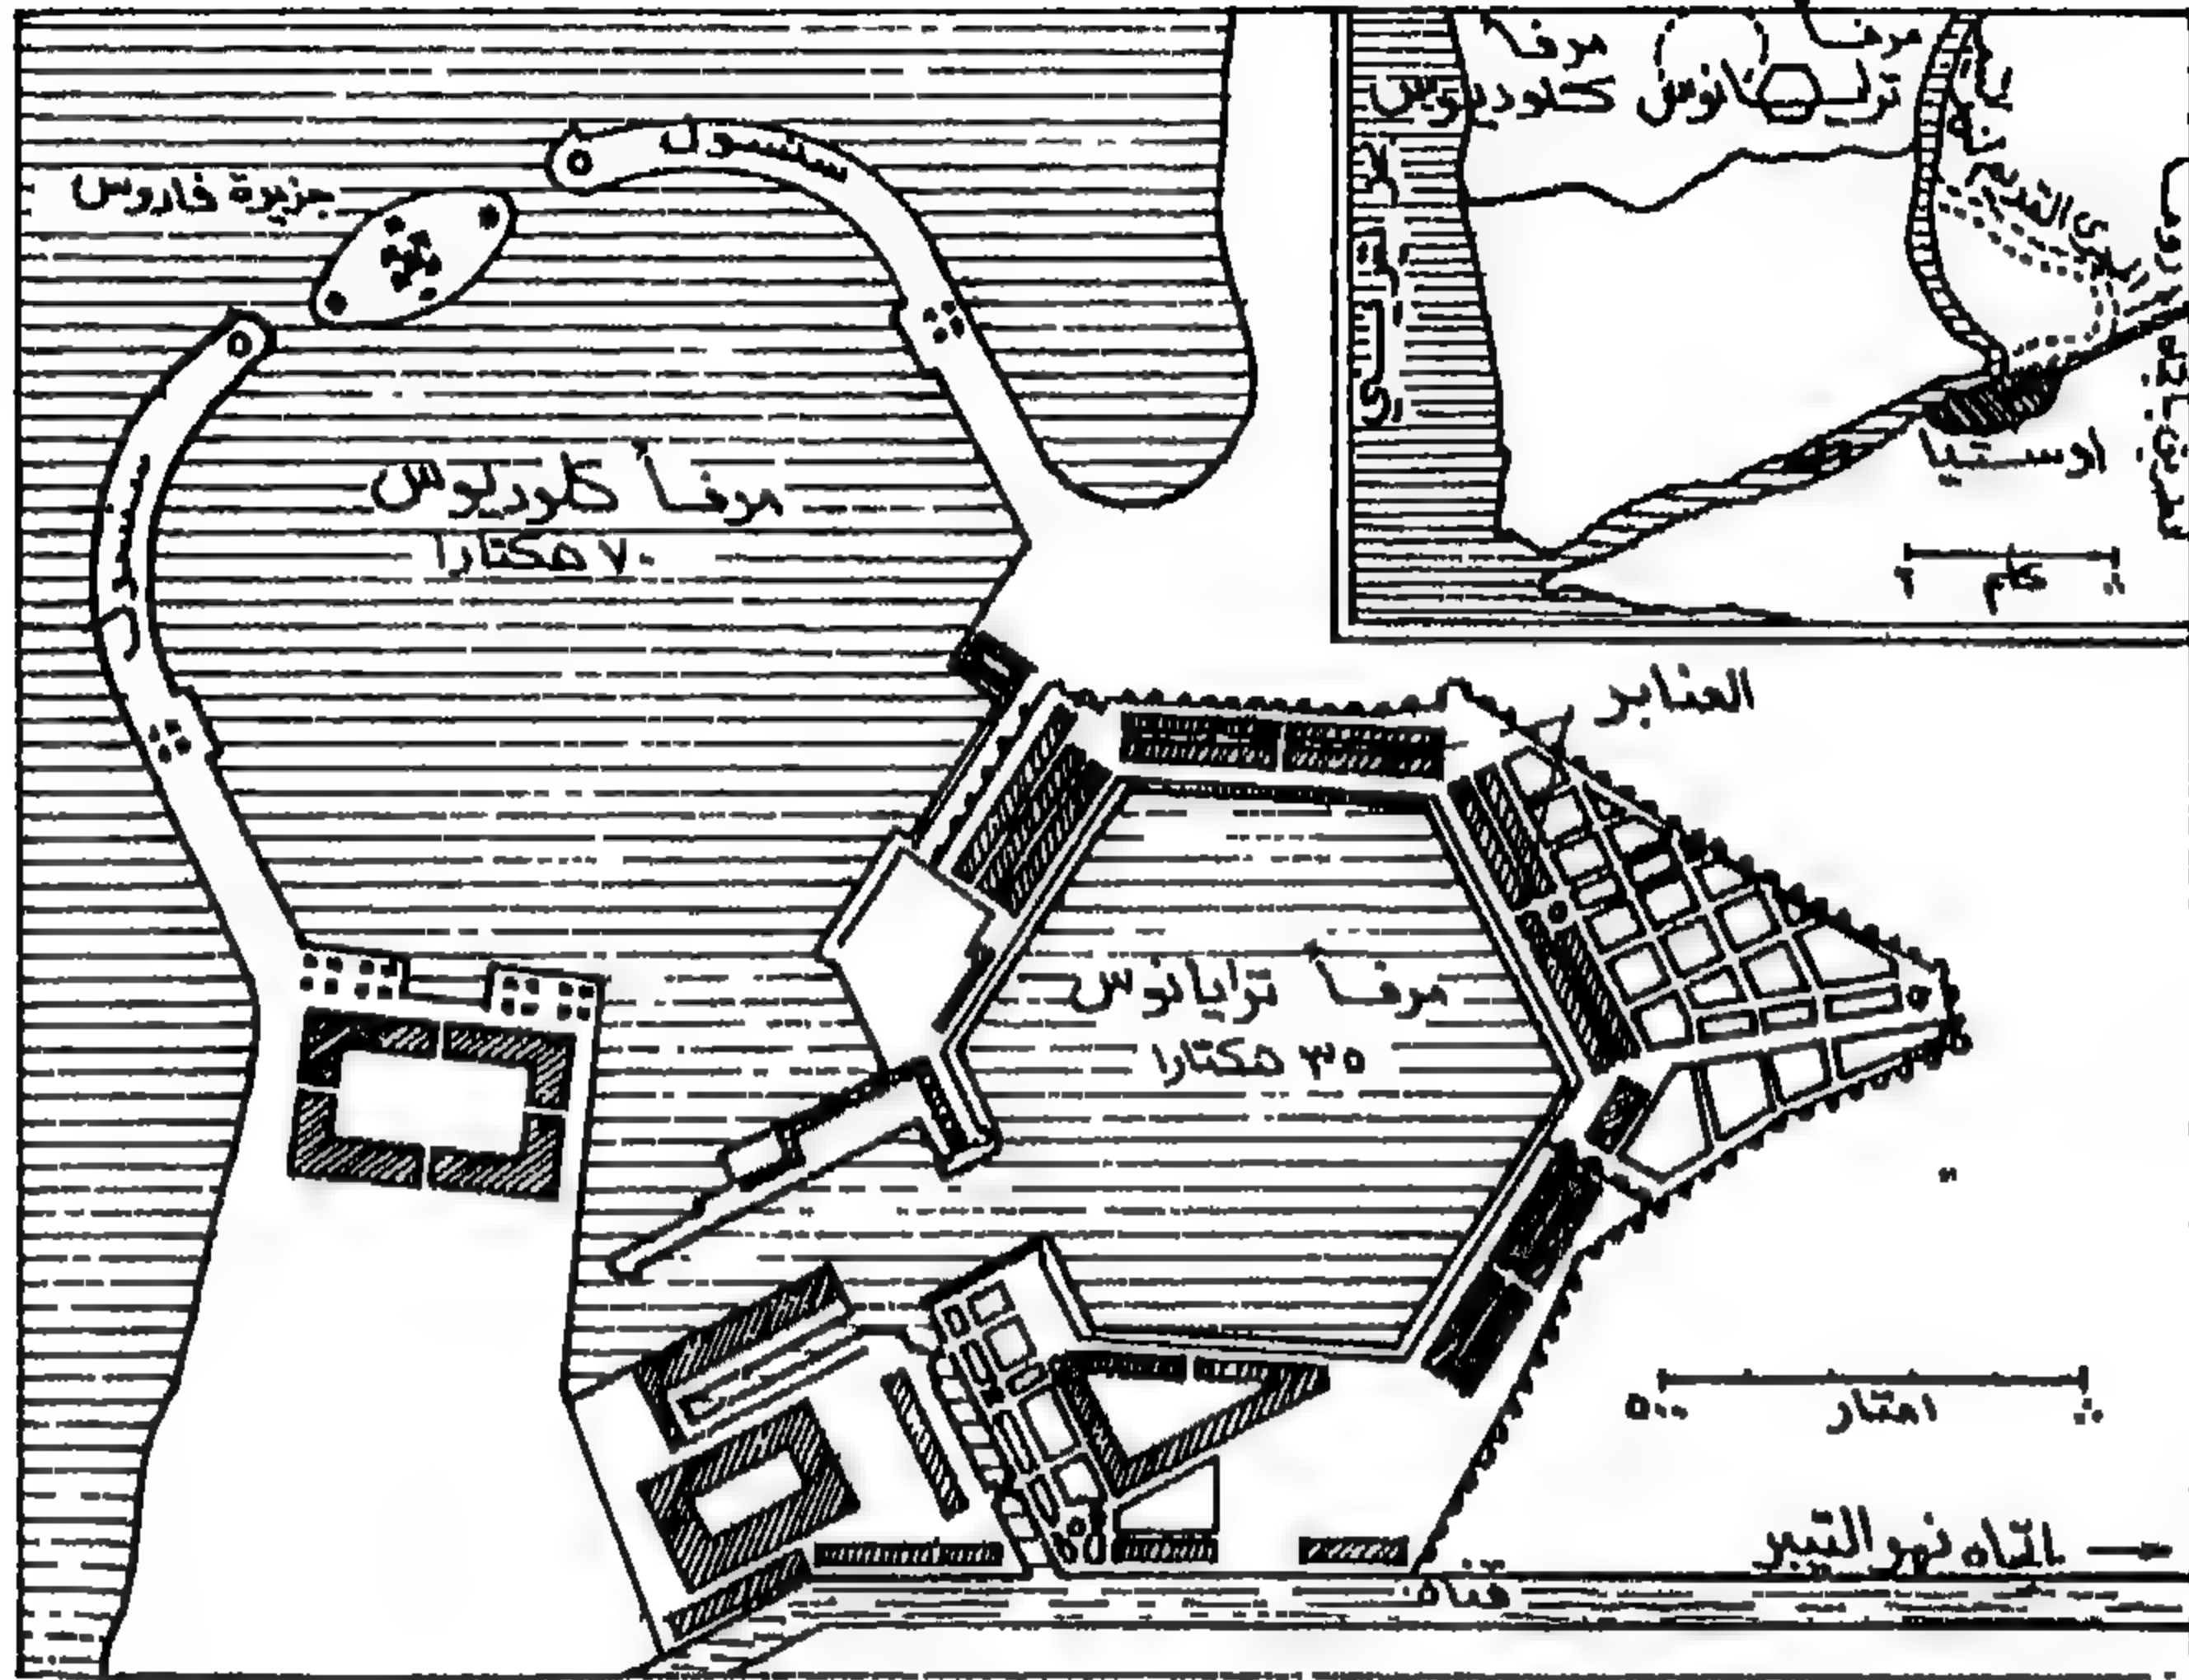 سنسول
جزيرة فاروس
سنسول
مرفأ كلوديوس
٧٠ هكتارا
العنابر
مرفأ ترايانوس
٣٥ هكتارا
٥٠٠ امتار
اتجاه نهر التيبر
قناة
مرفأ
مرفأ
كلوديوس
ترايانوس
اوستيا
كلم
٢